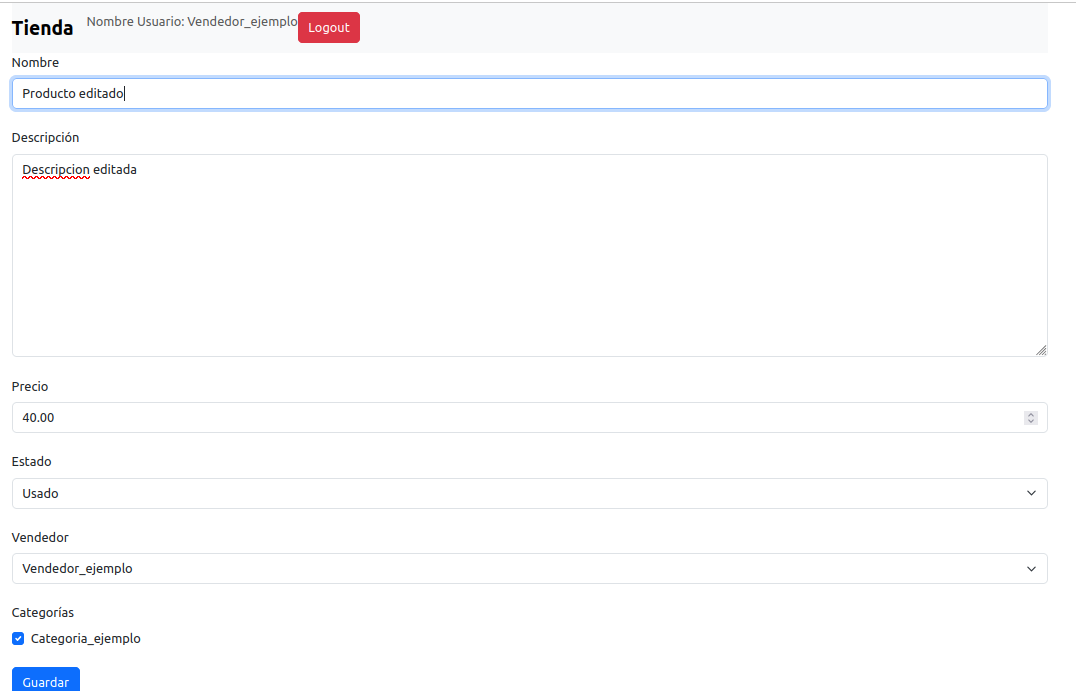 Tienda Nombre Usuario: Vendedor_ejemplo Logout
Nombre
Producto editado
Descripción
Descripcion editada
Precio
40.00
Estado
Usado
Vendedor
Vendedor_ejemplo
Categorías
Categoria_ejemplo
Guardar